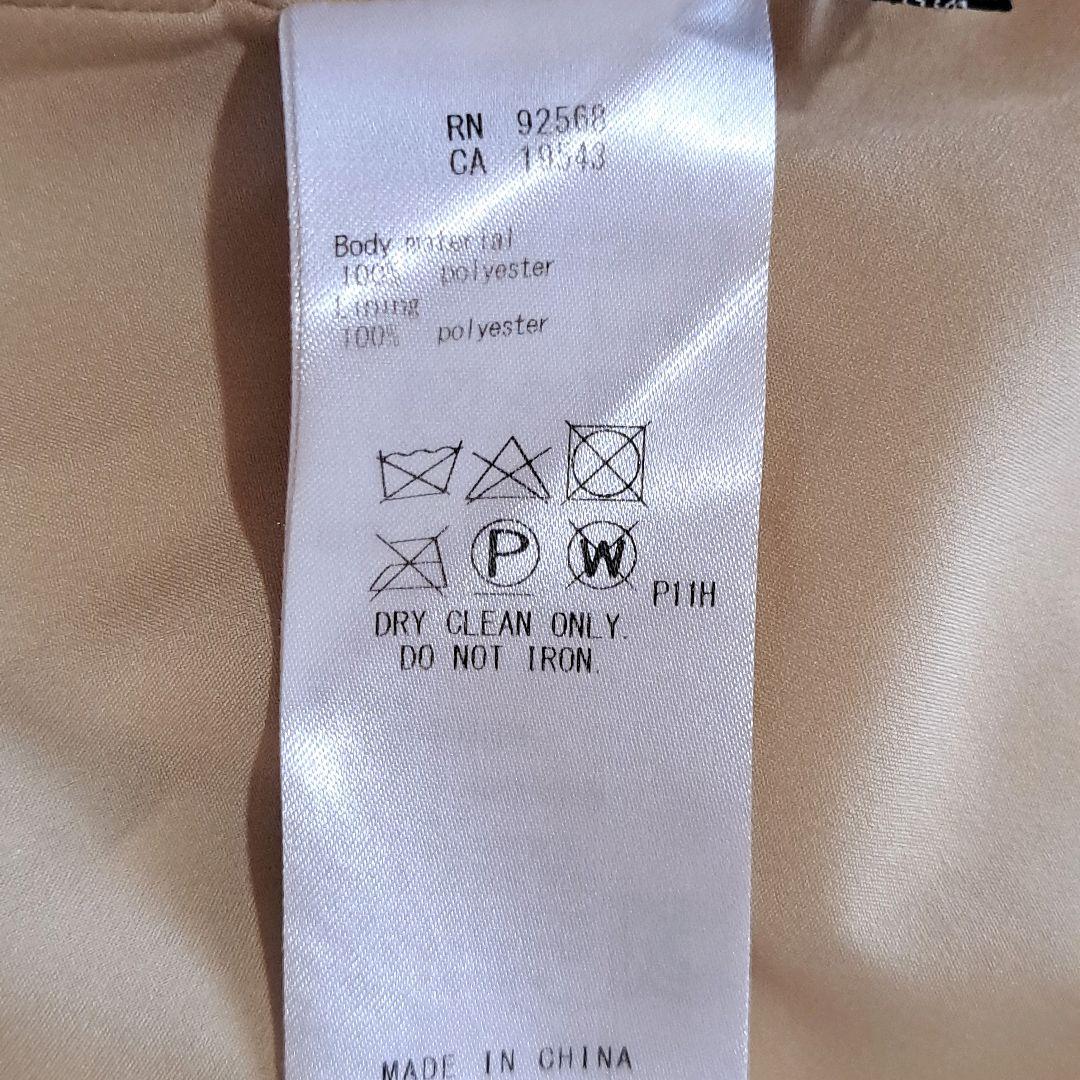 RN 92568
CA 19543
Body material
100% polyester
Lining
100% polyester
P
W
P11H
DRY CLEAN ONLY.
DO NOT IRON.
MADE IN CHINA